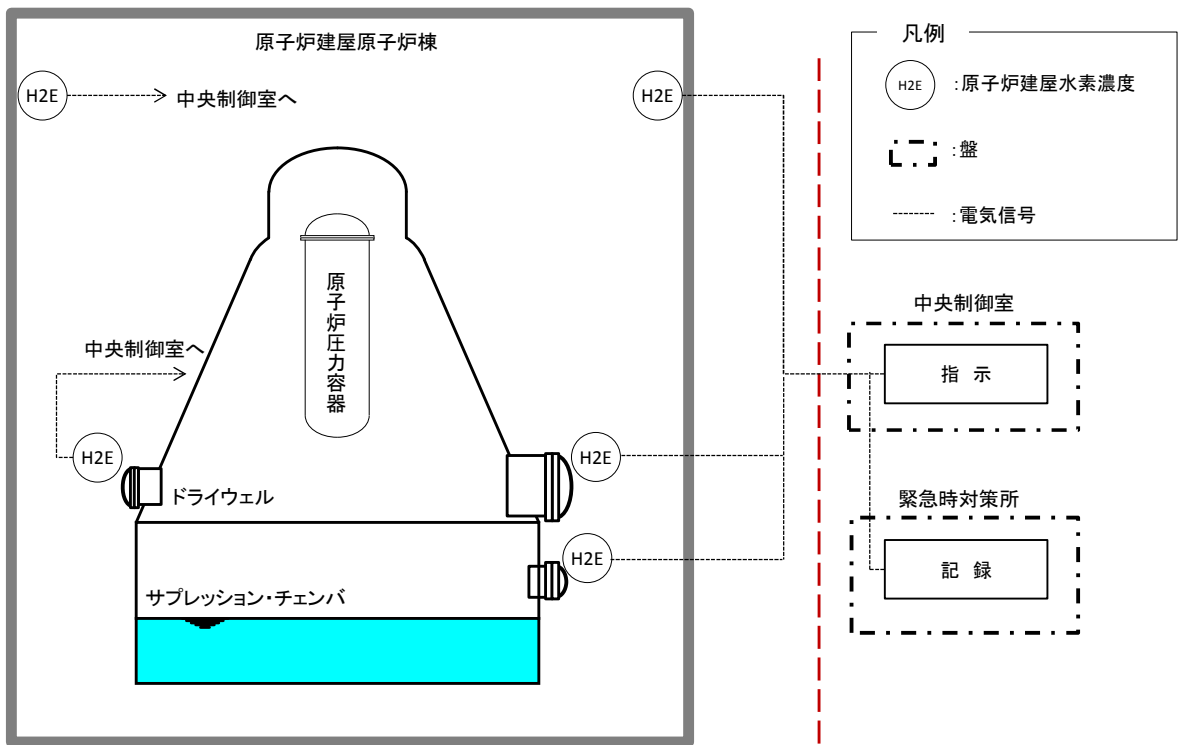 原子炉建屋原子炉棟
H2E
中央制御室へ
H2E
原子炉圧力容器
中央制御室へ
H2E
H2E
ドライウェル
H2E
サプレッション・チェンバ
凡例
H2E :原子炉建屋水素濃度
:盤
:電気信号
中央制御室
指 示
緊急時対策所
記 録